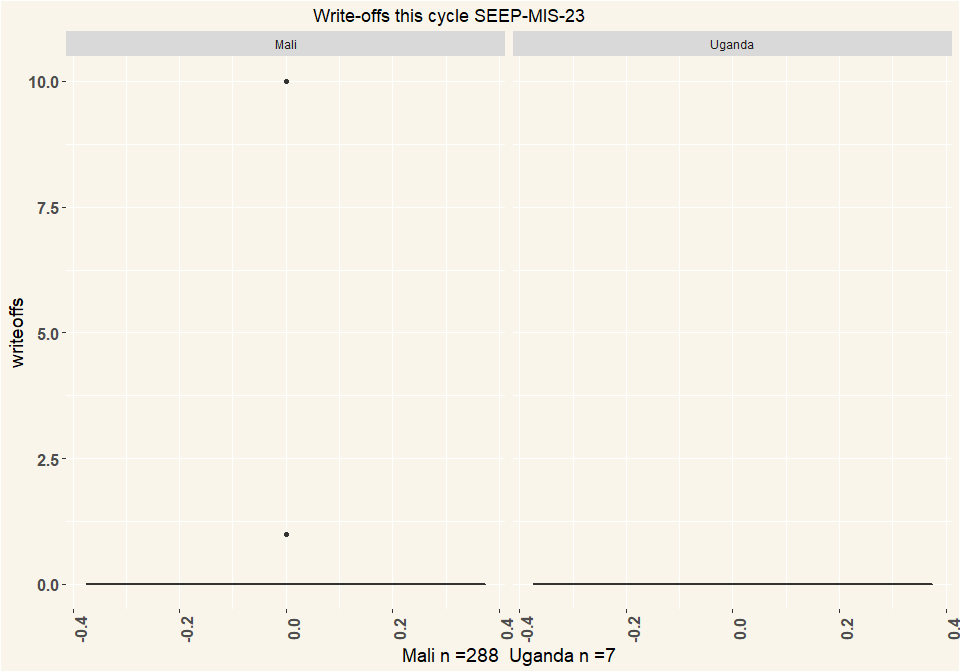 Write-offs this cycle SEEP-MIS-23
Mali Uganda
writeoffs
10.0
7.5
5.0
2.5
0.0
-0.4 -0.2 0.0 0.2 0.4 -0.4 -0.2 0.0 0.2 0.4
Mali n =288  Uganda n =7